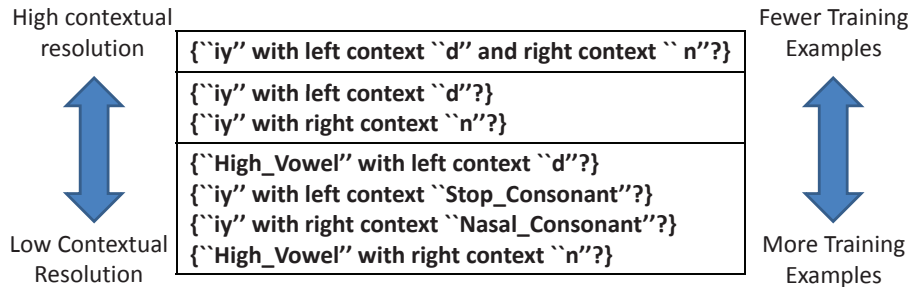 High contextual
resolution
Fewer Training
Examples
{``iy’’ with left context ``d’’ and right context `` n’’?}
{``iy’’ with left context ``d’’?}
{``iy’’ with right context ``n’’?}
{``High_Vowel’’ with left context ``d’’?}
{``iy’’ with left context ``Stop_Consonant’’?}
{``iy’’ with right context ``Nasal_Consonant’’?}
{``High_Vowel’’ with right context ``n’’?}
Low Contextual
Resolution
More Training
Examples